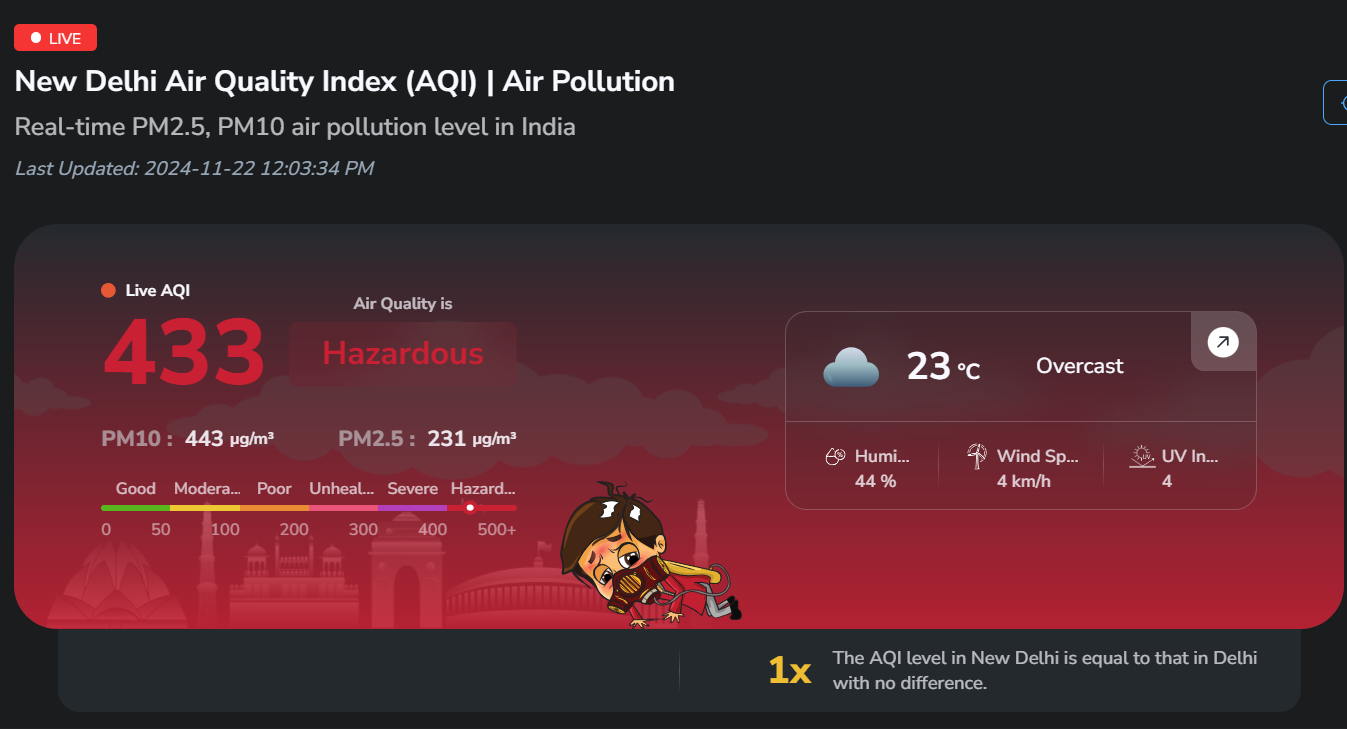 LIVE
New Delhi Air Quality Index (AQI) | Air Pollution
Real-time PM2.5, PM10 air pollution level in India
Last Updated: 2024-11-22 12:03:34 PM
Live AQI
433
Air Quality is
Hazardous
PM10 : 443 µg/m³ PM2.5 : 231 µg/m³
Good Modera... Poor Unheal... Severe Hazard...
0 50 100 200 300 400 500+
23 °C Overcast
Humi... Wind Sp... UV In...
44 % 4 km/h 4
1x
The AQI level in New Delhi is equal to that in Delhi
with no difference.